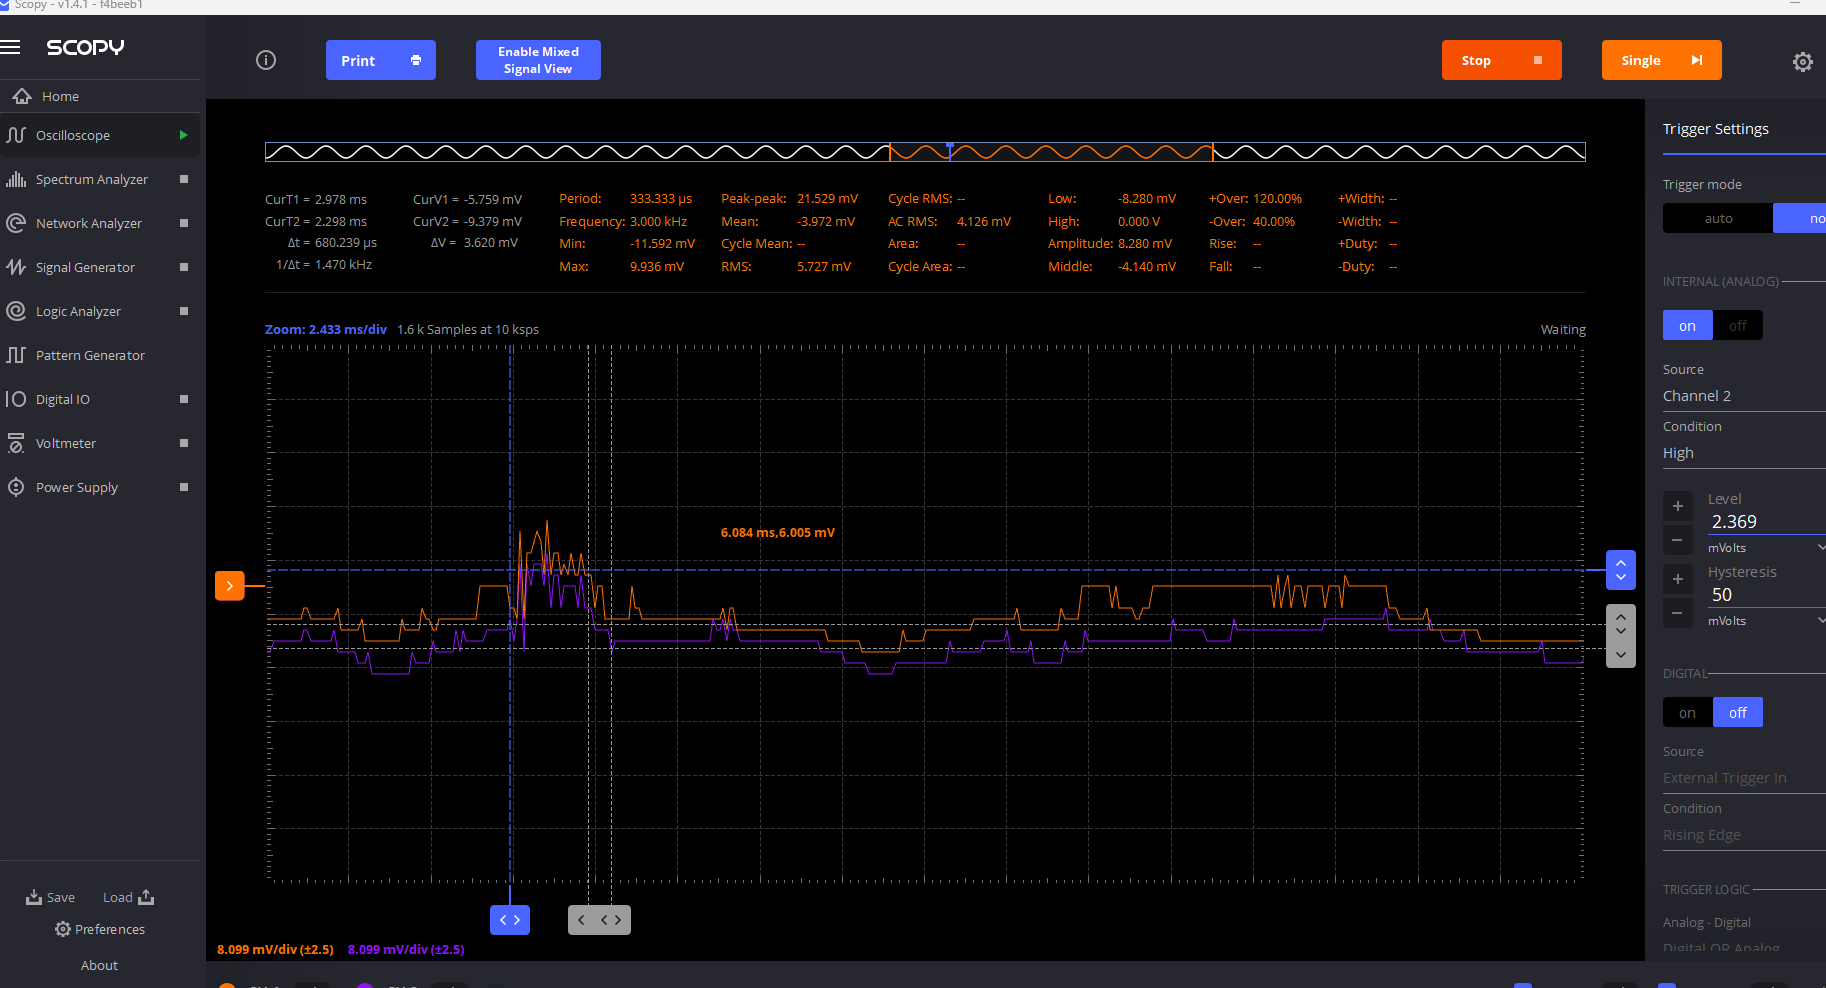 Scopy - v1.4.1 - f4beeb1
SCOPY
Print
Enable Mixed
Signal View
Stop
Single
Home
Oscilloscope
Spectrum Analyzer
Network Analyzer
Signal Generator
Logic Analyzer
Pattern Generator
Digital IO
Voltmeter
Power Supply
Save Load
Preferences
About
CurT1 = 2.978 ms CurV1 = -5.759 mV Period: 333.333 µs Peak-peak: 21.529 mV Cycle RMS: -- Low: -8.280 mV +Over: 120.00% +Width: --
CurT2 = 2.298 ms CurV2 = -9.379 mV Frequency: 3.000 kHz Mean: -3.972 mV AC RMS: 4.126 mV High: 0.000 V -Over: 40.00% -Width: --
Δt = 680.239 µs ΔV = 3.620 mV Min: -11.592 mV Cycle Mean: -- Area: -- Amplitude: 8.280 mV Rise: -- +Duty: --
1/Δt = 1.470 kHz Max: 9.936 mV RMS: 5.727 mV Cycle Area: -- Middle: -4.140 mV Fall: -- -Duty: --
Zoom: 2.433 ms/div 1.6 k Samples at 10 ksps Waiting
6.084 ms,6.005 mV
8.099 mV/div (±2.5) 8.099 mV/div (±2.5)
Trigger Settings
Trigger mode
auto no
INTERNAL (ANALOG)
on off
Source
Channel 2
Condition
High
Level
+ 2.369
− mVolts
Hysteresis
+ 50
− mVolts
DIGITAL
on off
Source
External Trigger In
Condition
Rising Edge
TRIGGER LOGIC
Analog - Digital
Digital OR Analog